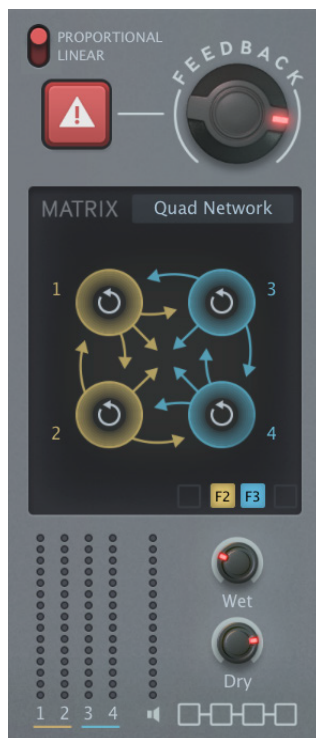 PROPORTIONAL
LINEAR
FEEDBACK
MATRIX Quad Network
1 3
2 4
F2 F3
Wet
Dry
1 2 3 4